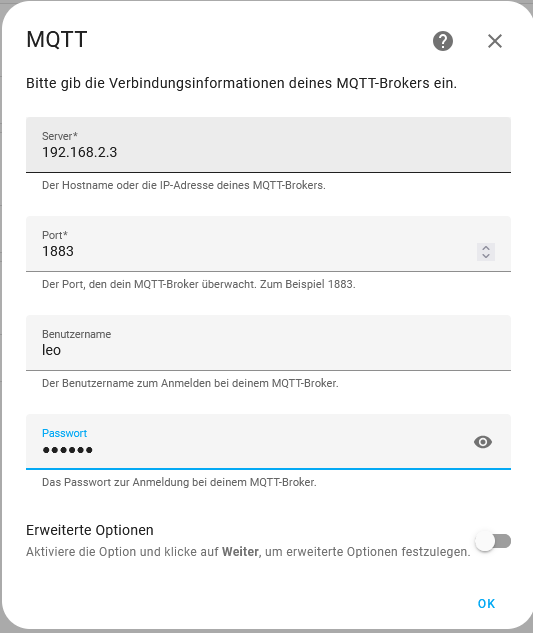 MQTT
Bitte gib die Verbindungsinformationen deines MQTT-Brokers ein.
Server*
192.168.2.3
Der Hostname oder die IP-Adresse deines MQTT-Brokers.
Port*
1883
Der Port, den dein MQTT-Broker überwacht. Zum Beispiel 1883.
Benutzername
leo
Der Benutzername zum Anmelden bei deinem MQTT-Broker.
Passwort
••••••
Das Passwort zur Anmeldung bei deinem MQTT-Broker.
Erweiterte Optionen
Aktiviere die Option und klicke auf Weiter, um erweiterte Optionen festzulegen.
OK